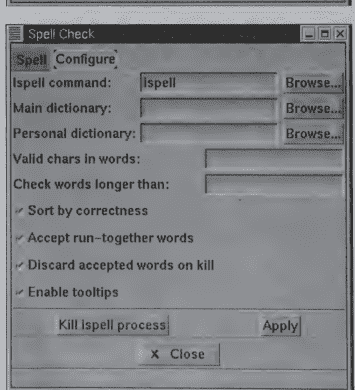 Spell Check
Spell Configure
Ispell command: ispell Browse...
Main dictionary: Browse...
Personal dictionary: Browse...
Valid chars in words:
Check words longer than:
Sort by correctness
Accept run-together words
Discard accepted words on kill
Enable tooltips
Kill ispell process Apply
X Close